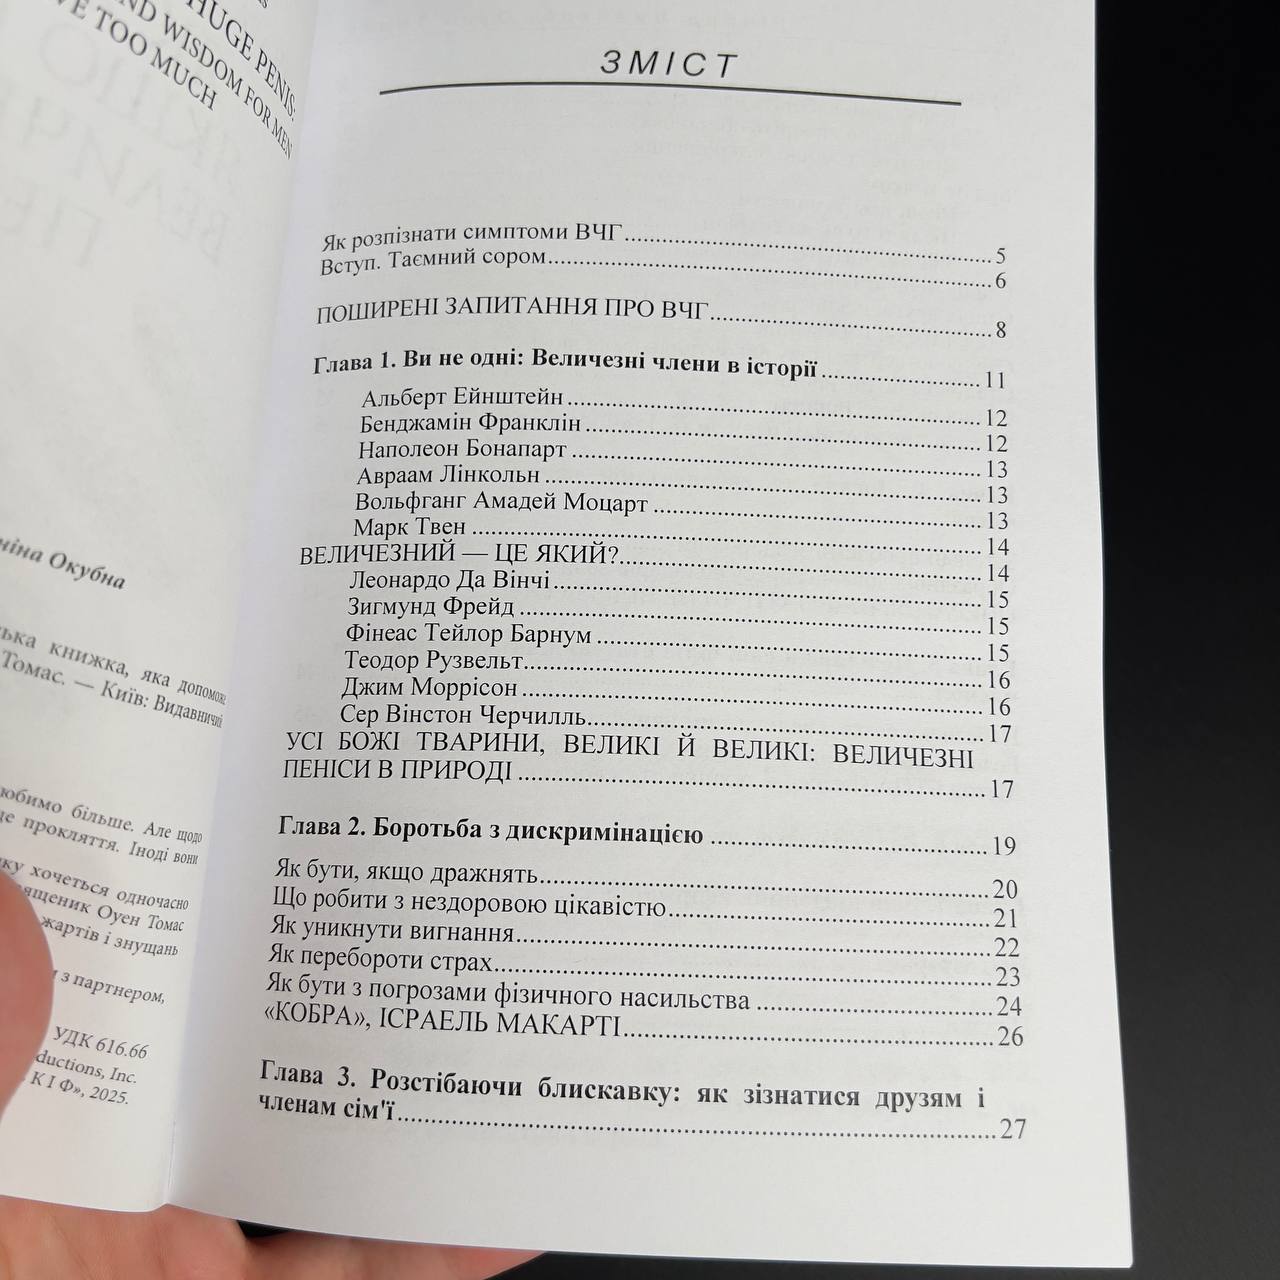 HUGE PENIS:
ND WISDOM FOR MEN
VE TOO MUCH
ніна Окубна
ька книжка, яка допоможе
Томас. — Київ: Видавничий
юбимо більше. Але щодо
це прокляття. Іноді вони
ку хочеться одночасно
ященик Оуен Томас
жартів і знущань
и з партнером,
УДК 616.66
ductions, Inc.
К І Ф», 2025.
ЗМІСТ
Як розпізнати симптоми ВЧГ 5
Вступ. Таємний сором 6
ПОШИРЕНІ ЗАПИТАННЯ ПРО ВЧГ 8
Глава 1. Ви не одні: Величезні члени в історії 11
Альберт Ейнштейн 12
Бенджамін Франклін 12
Наполеон Бонапарт 13
Авраам Лінкольн 13
Вольфганг Амадей Моцарт 13
Марк Твен 14
ВЕЛИЧЕЗНИЙ — ЦЕ ЯКИЙ? 14
Леонардо Да Вінчі 15
Зигмунд Фрейд 15
Фінеас Тейлор Барнум 15
Теодор Рузвельт 16
Джим Моррісон 16
Сер Вінстон Черчилль 17
УСІ БОЖІ ТВАРИНИ, ВЕЛИКІ Й ВЕЛИКІ: ВЕЛИЧЕЗНІ
ПЕНІСИ В ПРИРОДІ 17
Глава 2. Боротьба з дискримінацією 19
Як бути, якщо дражнять 20
Що робити з нездоровою цікавістю 21
Як уникнути вигнання 22
Як перебороти страх 23
Як бути з погрозами фізичного насильства 24
«КОБРА», ІСРАЕЛЬ МАКАРТІ 26
Глава 3. Розстібаючи блискавку: як зізнатися друзям і
членам сім'ї 27